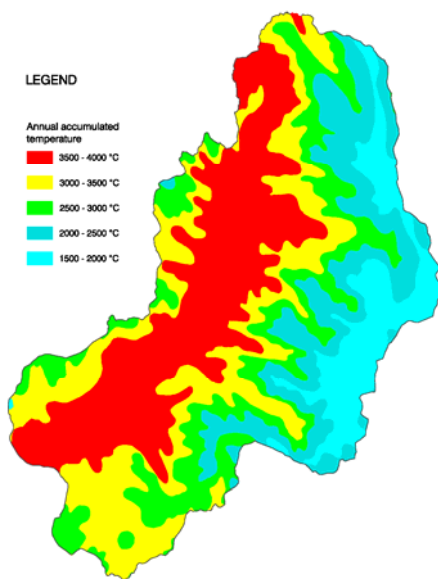 LEGEND
Annual accumulated
temperature
3500 - 4000 °C
3000 - 3500 °C
2500 - 3000 °C
2000 - 2500 °C
1500 - 2000 °C